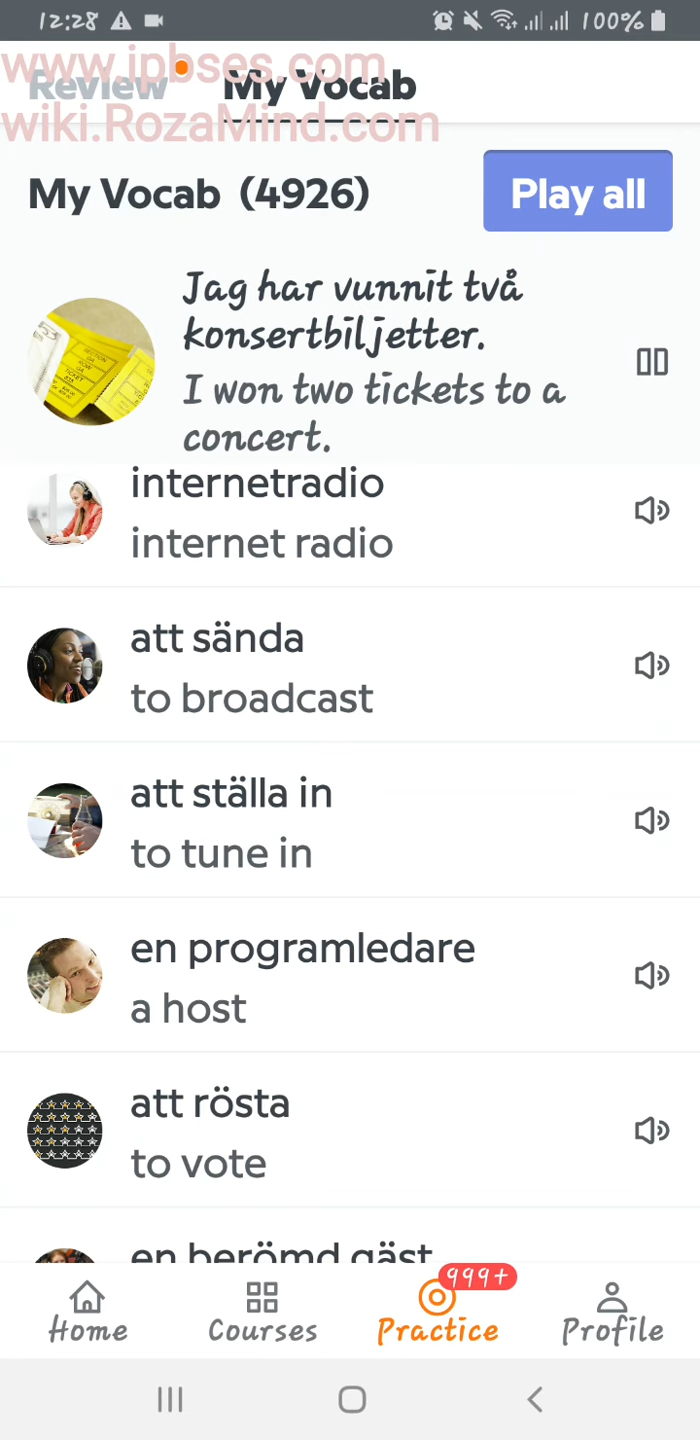 12:28
100%
www.ipbses.com
Review
My Vocab
wiki.RozaMind.com
My Vocab (4926)
Play all
Jag har vunnit två
konsertbiljetter.
I won two tickets to a
concert.
internetradio
internet radio
att sända
to broadcast
att ställa in
to tune in
en programledare
a host
att rösta
to vote
en berömd gäst
999+
Home
Courses
Practice
Profile